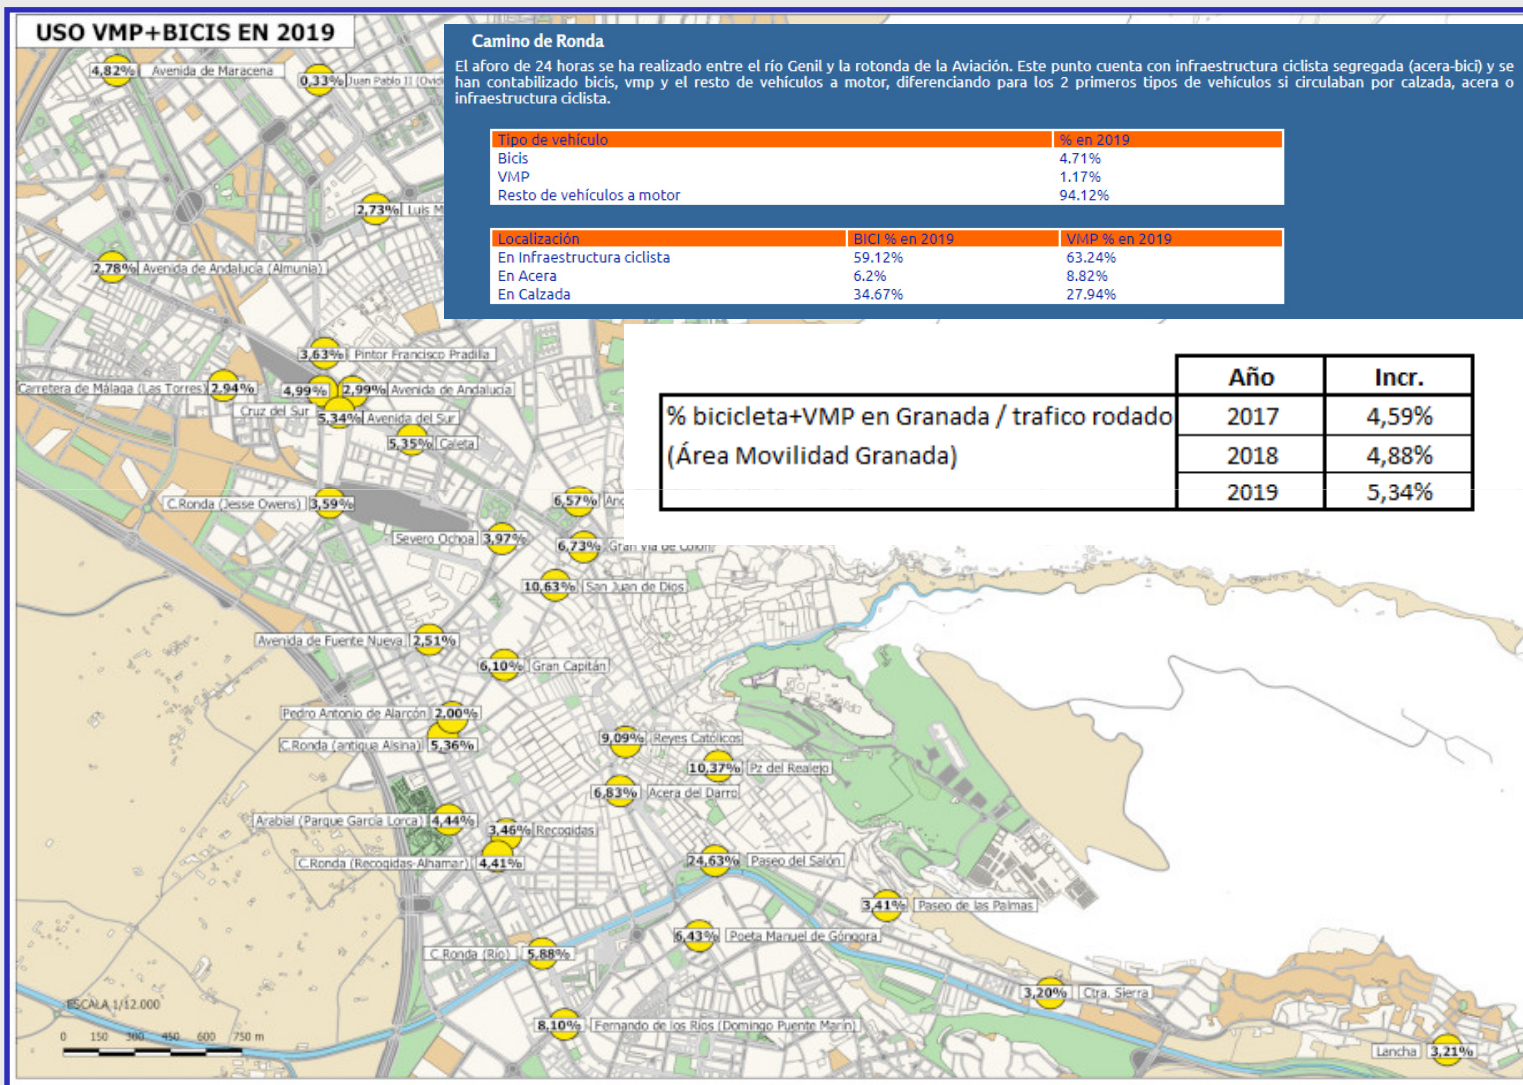 USO VMP+BICIS EN 2019
Camino de Ronda
El aforo de 24 horas se ha realizado entre el río Genil y la rotonda de la Aviación. Este punto cuenta con infraestructura ciclista segregada (acera-bici) y se
han contabilizado bicis, vmp y el resto de vehículos a motor, diferenciando para los 2 primeros tipos de vehículos si circulaban por calzada, acera o
infraestructura ciclista.
Tipo de vehículo % en 2019
Bicis 4.71%
VMP 1.17%
Resto de vehículos a motor 94.12%
Localización BICI % en 2019 VMP % en 2019
En Infraestructura ciclista 59.12% 63.24%
En Acera 6.2% 8.82%
En Calzada 34.67% 27.94%
Año Incr.
% bicicleta+VMP en Granada / trafico rodado 2017 4,59%
(Área Movilidad Granada) 2018 4,88%
2019 5,34%
4,82% Avenida de Maracena
0,33% Juan Pablo II
2,73% Luis
2,78% Avenida de Andalucía (Almunia)
3,63% Pintor Francisco Pradilla
Carretera de Málaga (Las Torres) 2,94%
4,99%
2,99% Avenida de Andalucía
Cruz del Sur
5,34% Avenida del Sur
5,35% Caleta
C.Ronda (Jesse Owens) 3,59%
6,57%
Severo Ochoa 3,97%
6,73% Gran Vía de Colón
10,63% San Juan de Dios
Avenida de Fuente Nueva 2,51%
6,10% Gran Capitán
Pedro Antonio de Alarcón 2,00%
C.Ronda (antigua Alsina) 5,36%
9,09% Reyes Católicos
10,37% Pz del Realejo
6,83% Acera del Darro
Arabial (Parque García Lorca) 4,44%
3,46% Recogidas
C.Ronda (Recogidas-Alhamar) 4,41%
24,63% Paseo del Salón
3,41% Paseo de las Palmas
6,43% Poeta Manuel de Góngora
C.Ronda (Río) 5,88%
3,20% Ctra. Sierra
8,10% Fernando de los Ríos (Domingo Puente Marín)
Lancha 3,21%
ESCALA 1/12.000
0 150 300 450 600 750 m